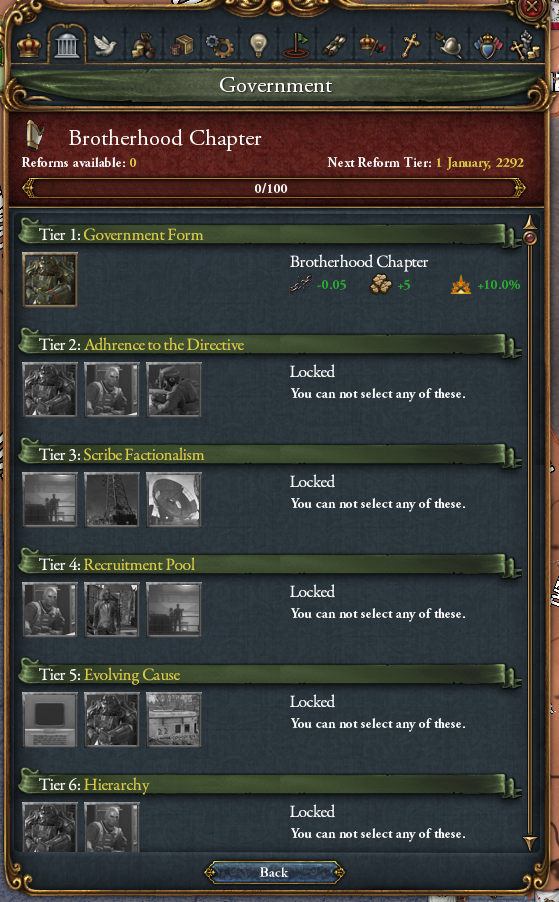 Government
Brotherhood Chapter
Reforms available: 0 Next Reform Tier: 1 January, 2292
0/100
Tier 1: Government Form
Brotherhood Chapter
-0.05 +5 +10.0%
Tier 2: Adhrence to the Directive
Locked
You can not select any of these.
Tier 3: Scribe Factionalism
Locked
You can not select any of these.
Tier 4: Recruitment Pool
Locked
You can not select any of these.
Tier 5: Evolving Cause
22
Locked
You can not select any of these.
Tier 6: Hierarchy
Locked
You can not select any of these.
Back